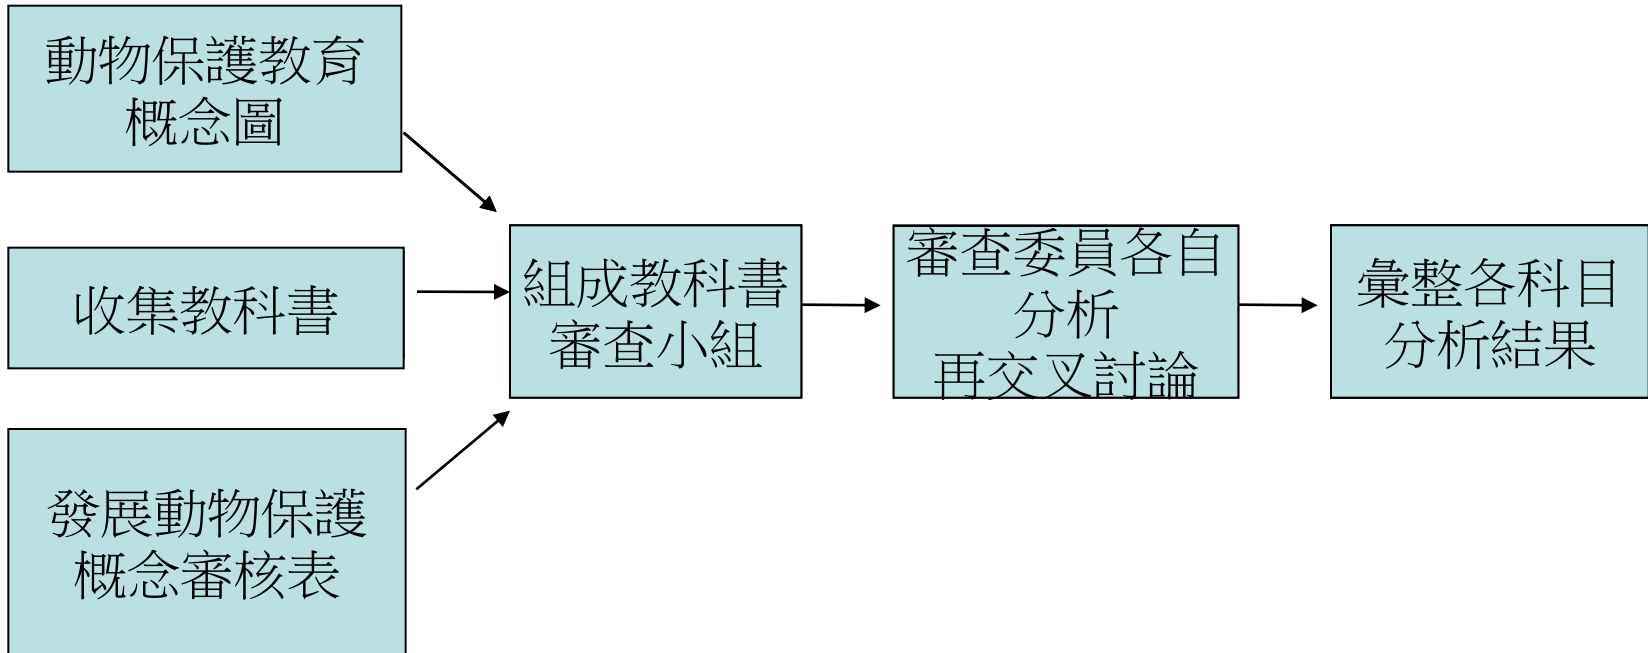 動物保護教育
概念圖
收集教科書
發展動物保護
概念審核表
組成教科書
審查小組
審查委員各自
分析
再交叉討論
彙整各科目
分析結果